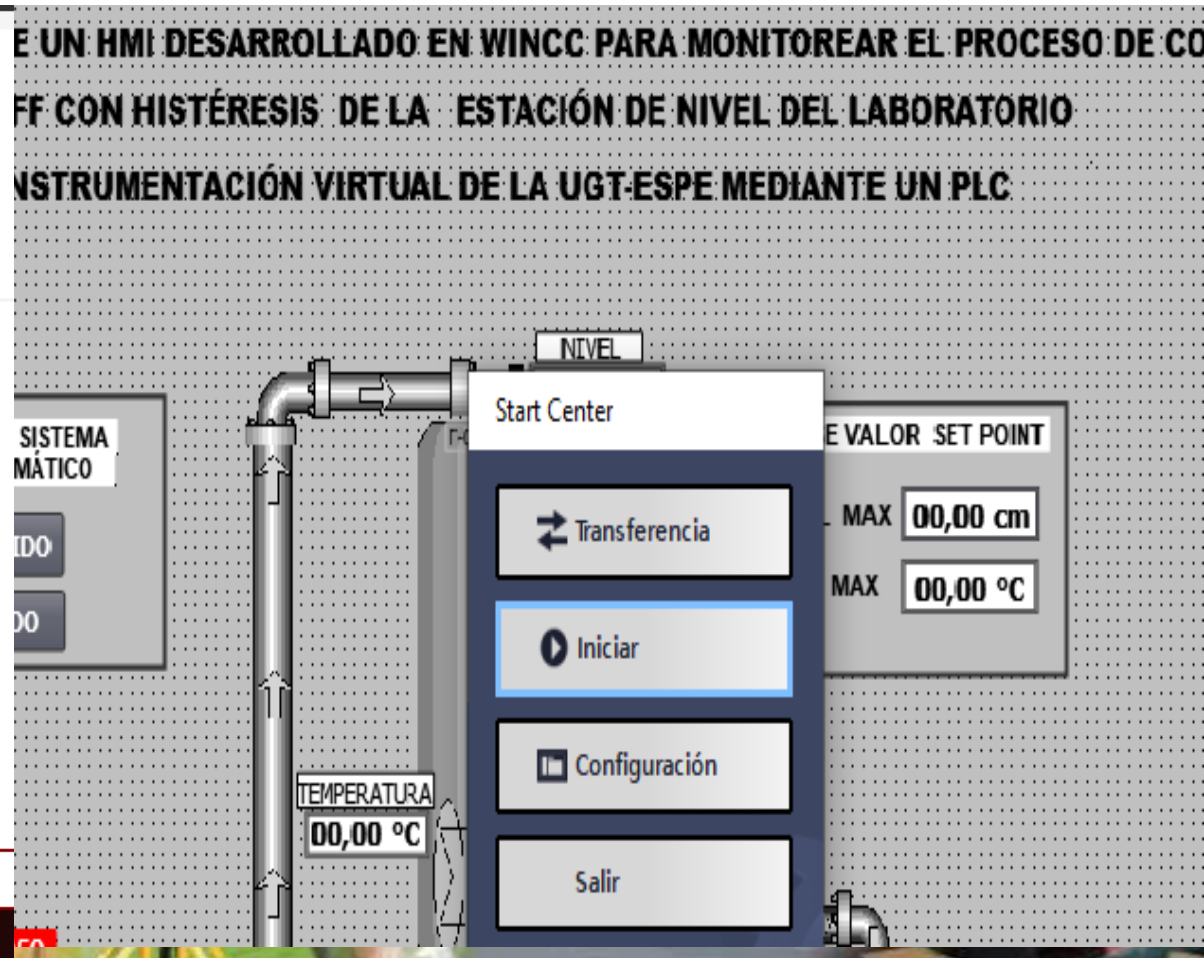 E UN HMI DESARROLLADO EN WINCC PARA MONITOREAR EL PROCESO DE CO
FF CON HISTÉRESIS DE LA ESTACIÓN DE NIVEL DEL LABORATORIO
NSTRUMENTACIÓN VIRTUAL DE LA UGT-ESPE MEDIANTE UN PLC
NIVEL
Start Center
SISTEMA
MÁTICO
IDO
DO
E VALOR SET POINT
L MAX 00,00 cm
MAX 00,00 ºC
Transferencia
Iniciar
Configuración
Salir
TEMPERATURA
00,00 ºC